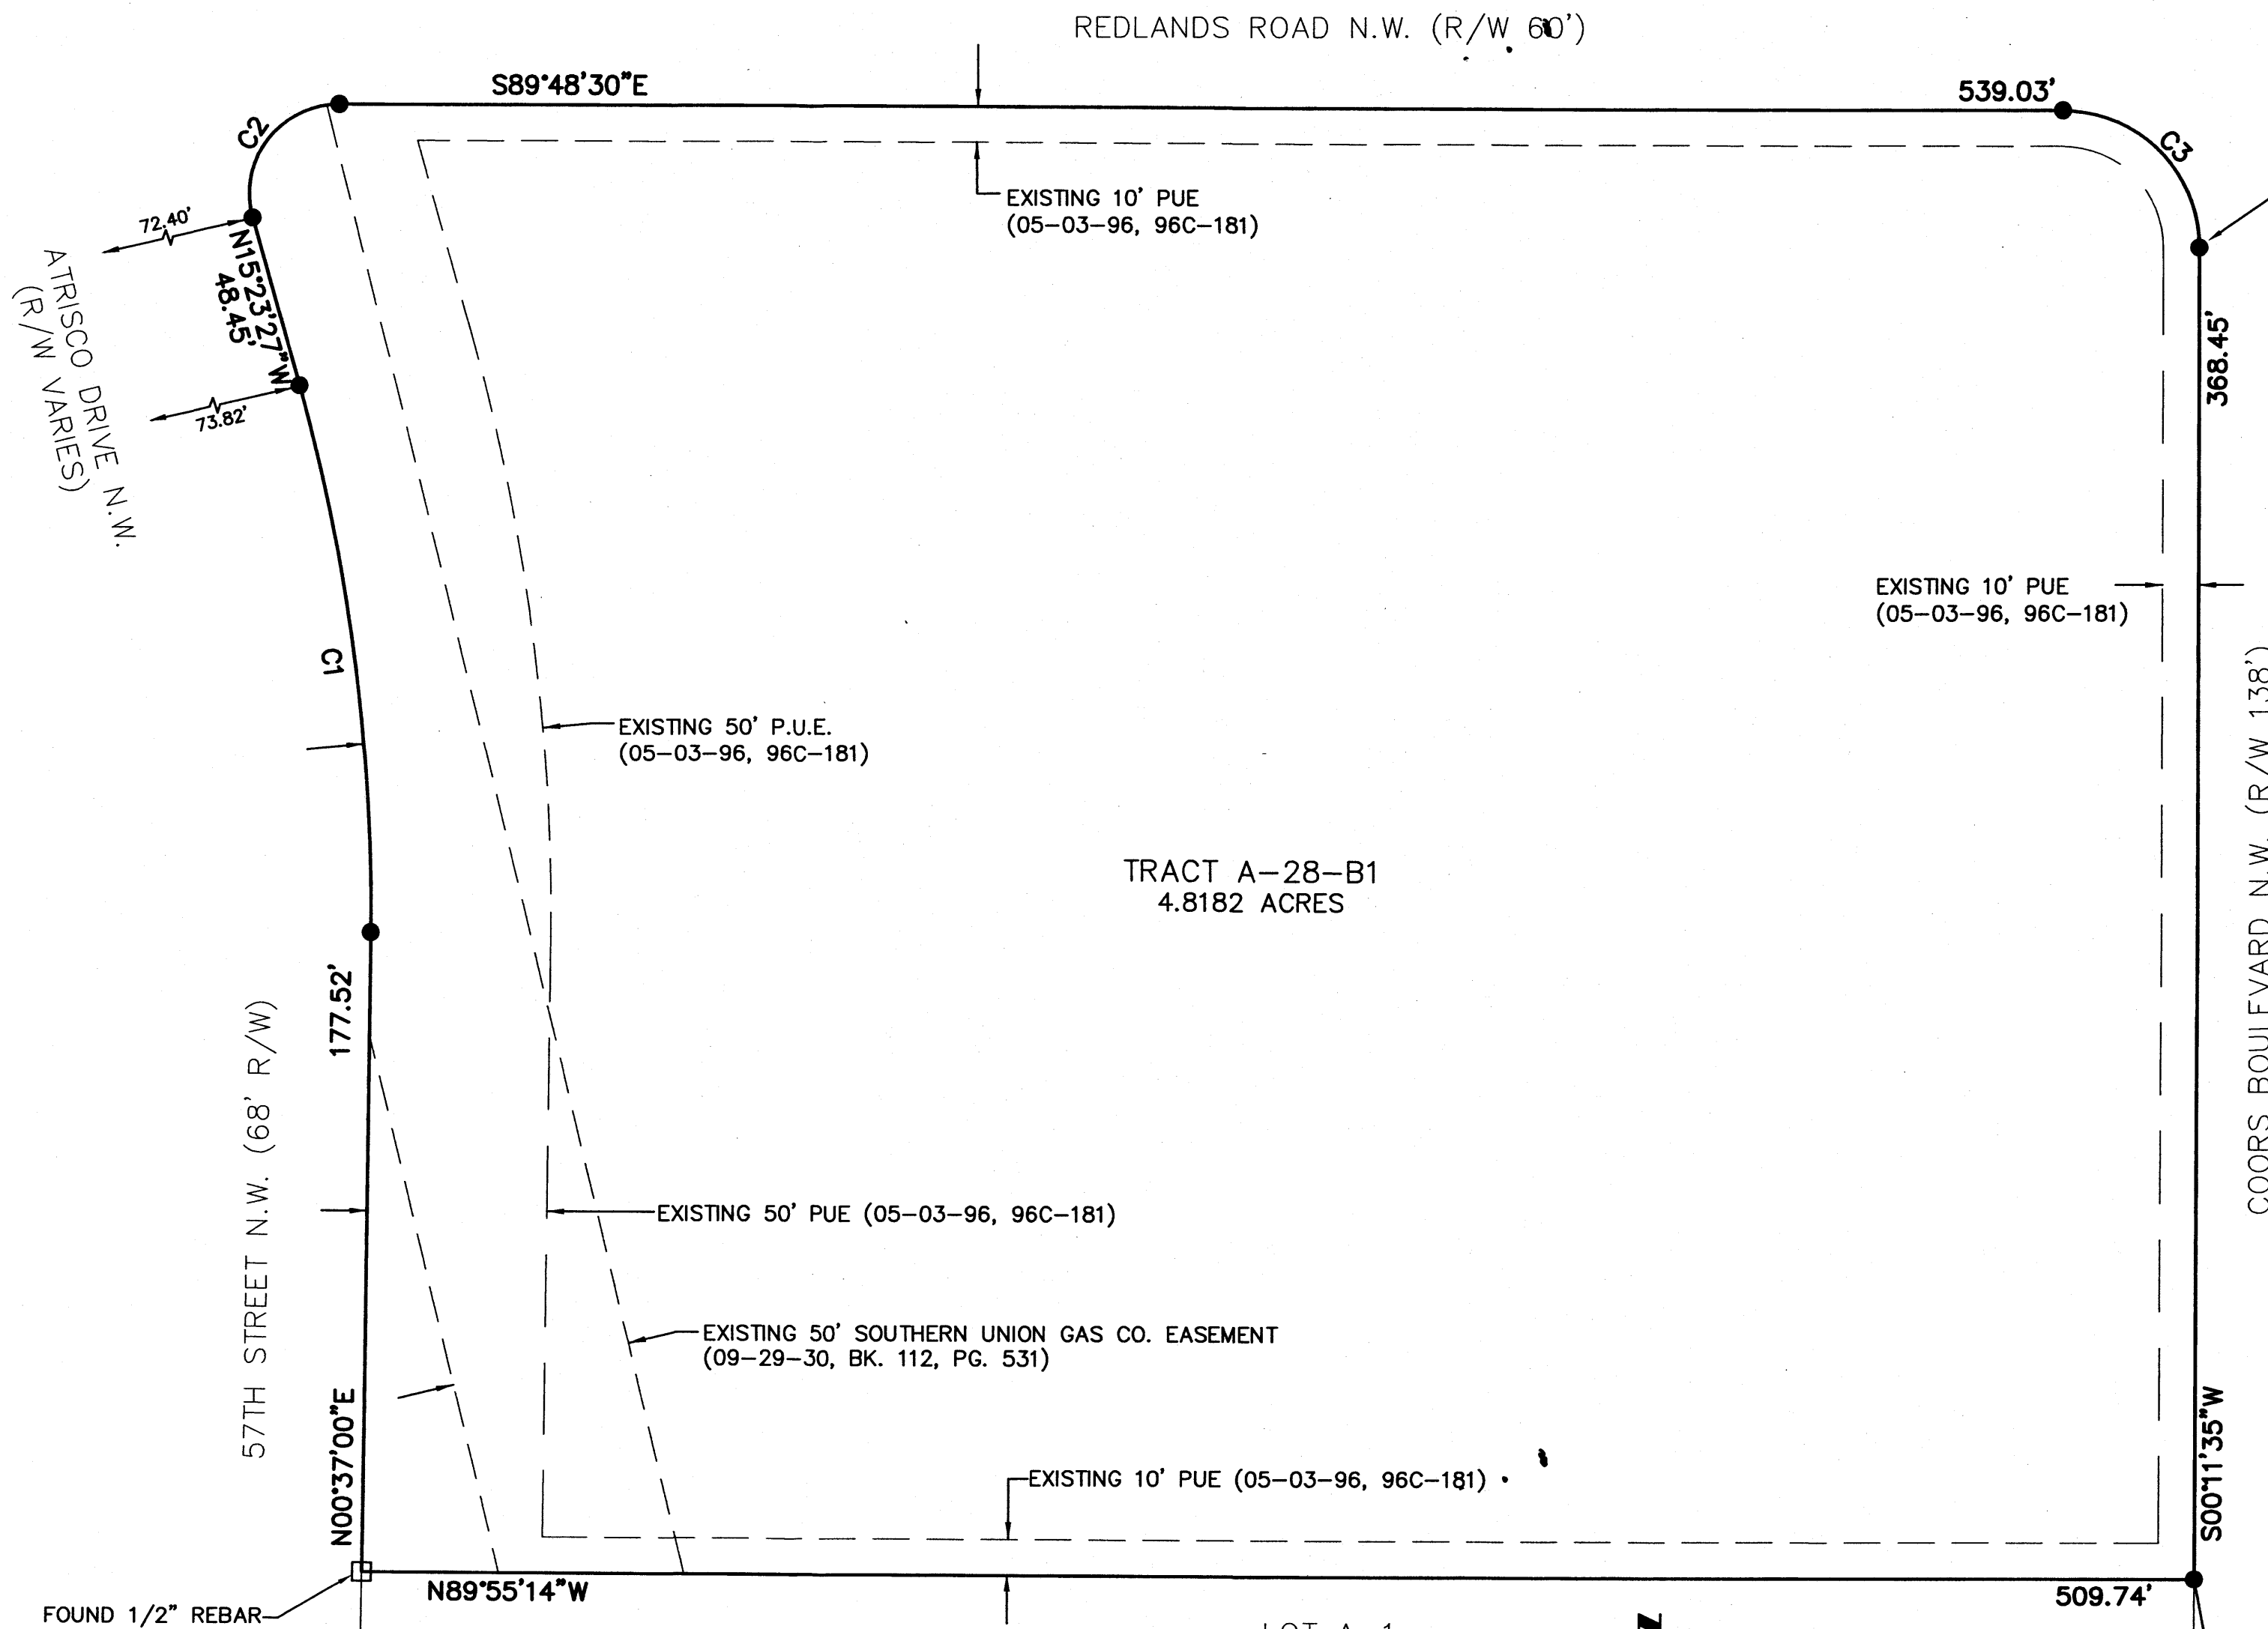 REDLANDS ROAD N.W. (R/W 60')
S89°48'30"E
539.03'
C2
C3
72.40'
N15°23'27"W
48.45'
EXISTING 10' PUE
(05-03-96, 96C-181)
ATRISCO DRIVE N.W.
(R/W VARIES)
73.82'
368.45'
EXISTING 10' PUE
(05-03-96, 96C-181)
C1
EXISTING 50' P.U.E.
(05-03-96, 96C-181)
COORS BOULEVARD N.W. (R/W 138')
TRACT A-28-B1
4.8182 ACRES
177.52'
57TH STREET N.W. (68' R/W)
EXISTING 50' PUE (05-03-96, 96C-181)
EXISTING 50' SOUTHERN UNION GAS CO. EASEMENT
(09-29-30, BK. 112, PG. 531)
N00°37'00"E
S00°11'35"W
EXISTING 10' PUE (05-03-96, 96C-181)
N89°55'14"W
509.74'
FOUND 1/2" REBAR
LOT A-1